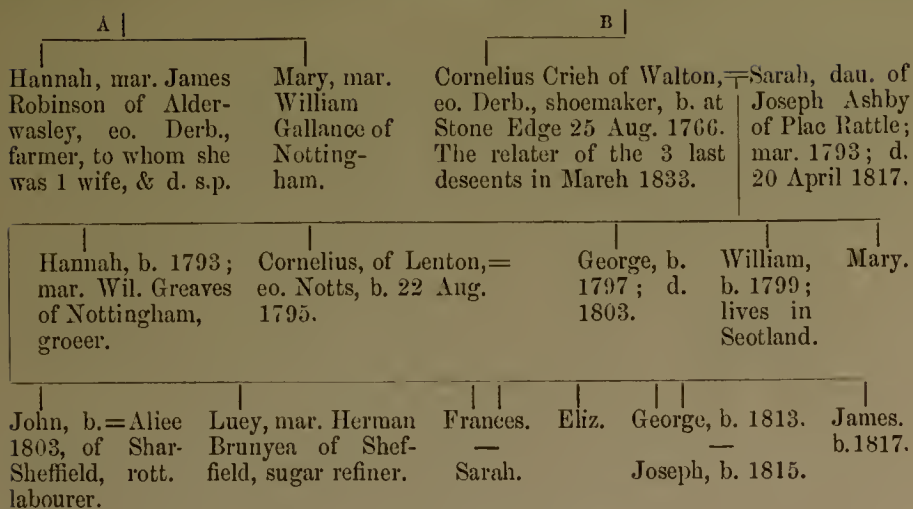 A
B
Hannah, mar. James
Robinson of Alder-
wasley, co. Derb.,
farmer, to whom she
was 1 wife, & d. s.p.
Mary, mar.
William
Gallance of
Notting-
ham.
Cornelius Crich of Walton,
co. Derb., shoemaker, b. at
Stone Edge 25 Aug. 1766.
The relater of the 3 last
descents in March 1833.
=Sarah, dau. of
Joseph Ashby
of Plac Rattle;
mar. 1793; d.
20 April 1817.
Hannah, b. 1793;
mar. Wil. Greaves
of Nottingham,
grocer.
Cornelius, of Lenton,=
co. Notts, b. 22 Aug.
1795.
George, b.
1797; d.
1803.
William,
b. 1799;
lives in
Scotland.
Mary.
John, b.=
1803, of
Sheffield,
labourer.
Alice
Shar-
rott.
Lucy, mar. Herman
Brunyea of Shef-
field, sugar refiner.
Frances.
—
Sarah.
Eliz.
George, b. 1813.
—
Joseph, b. 1815.
James.
b.1817.